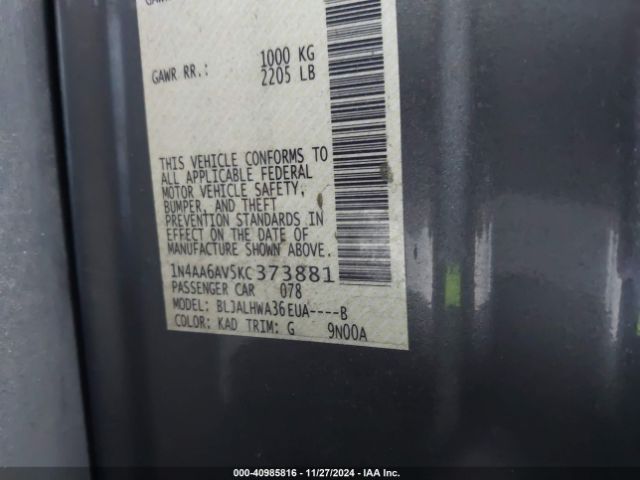 GAWR RR.: 1000 KG
2205 LB
THIS VEHICLE CONFORMS TO
ALL APPLICABLE FEDERAL
MOTOR VEHICLE SAFETY,
BUMPER, AND THEFT
PREVENTION STANDARDS IN
EFFECT ON THE DATE OF
MANUFACTURE SHOWN ABOVE.
1N4AA6AV5KC373881
PASSENGER CAR 078
MODEL: BLJALHWA36EUA----B
COLOR: KAD TRIM: G 9N00A
000-40985816 - 11/27/2024 - IAA Inc.